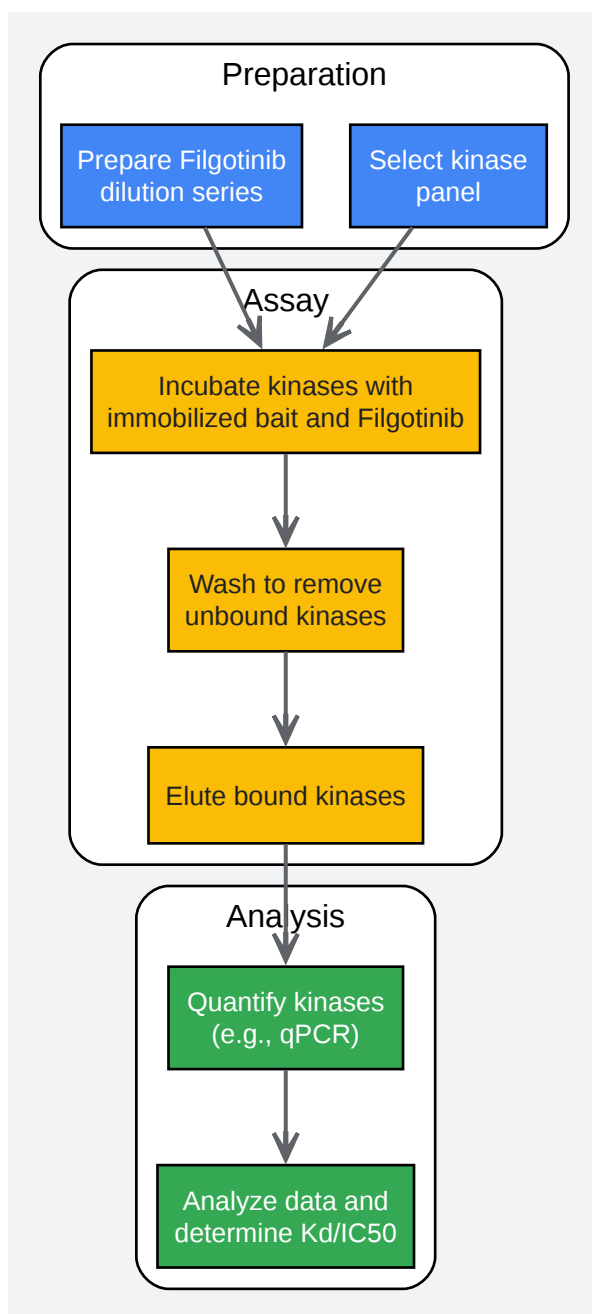 Preparation
Prepare Filgotinib
dilution series
Select kinase
panel
Assay
Incubate kinases with
immobilized bait and Filgotinib
Wash to remove
unbound kinases
Elute bound kinases
Analysis
Quantify kinases
(e.g., qPCR)
Analyze data and
determine Kd/IC50